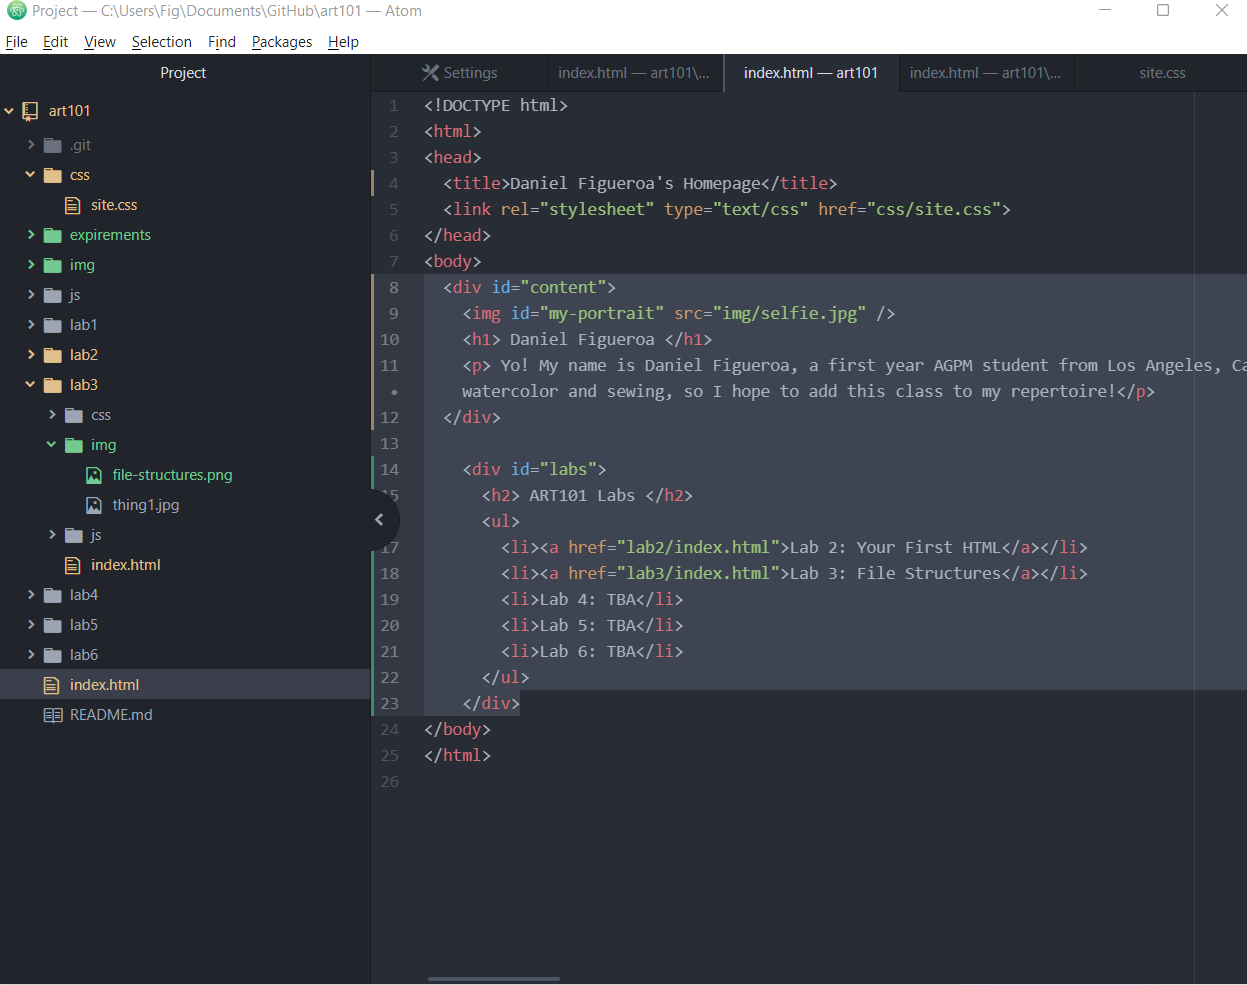 Project — C:\Users\Fig\Documents\GitHub\art101 — Atom
File Edit View Selection Find Packages Help
Project
art101
.git
css
site.css
expirements
img
js
lab1
lab2
lab3
css
img
file-structures.png
thing1.jpg
js
index.html
lab4
lab5
lab6
index.html
README.md
Settings
index.html — art101\...
index.html — art101
index.html — art101\...
site.css
1 <!DOCTYPE html>
2 <html>
3 <head>
4 <title>Daniel Figueroa's Homepage</title>
5 <link rel="stylesheet" type="text/css" href="css/site.css">
6 </head>
7 <body>
8 <div id="content">
9 <img id="my-portrait" src="img/selfie.jpg" />
10 <h1> Daniel Figueroa </h1>
11 <p> Yo! My name is Daniel Figueroa, a first year AGPM student from Los Angeles, Ca
• watercolor and sewing, so I hope to add this class to my repertoire!</p>
12 </div>
13
14 <div id="labs">
15 <h2> ART101 Labs </h2>
<ul>
17 <li><a href="lab2/index.html">Lab 2: Your First HTML</a></li>
18 <li><a href="lab3/index.html">Lab 3: File Structures</a></li>
19 <li>Lab 4: TBA</li>
20 <li>Lab 5: TBA</li>
21 <li>Lab 6: TBA</li>
22 </ul>
23 </div>
24 </body>
25 </html>
26